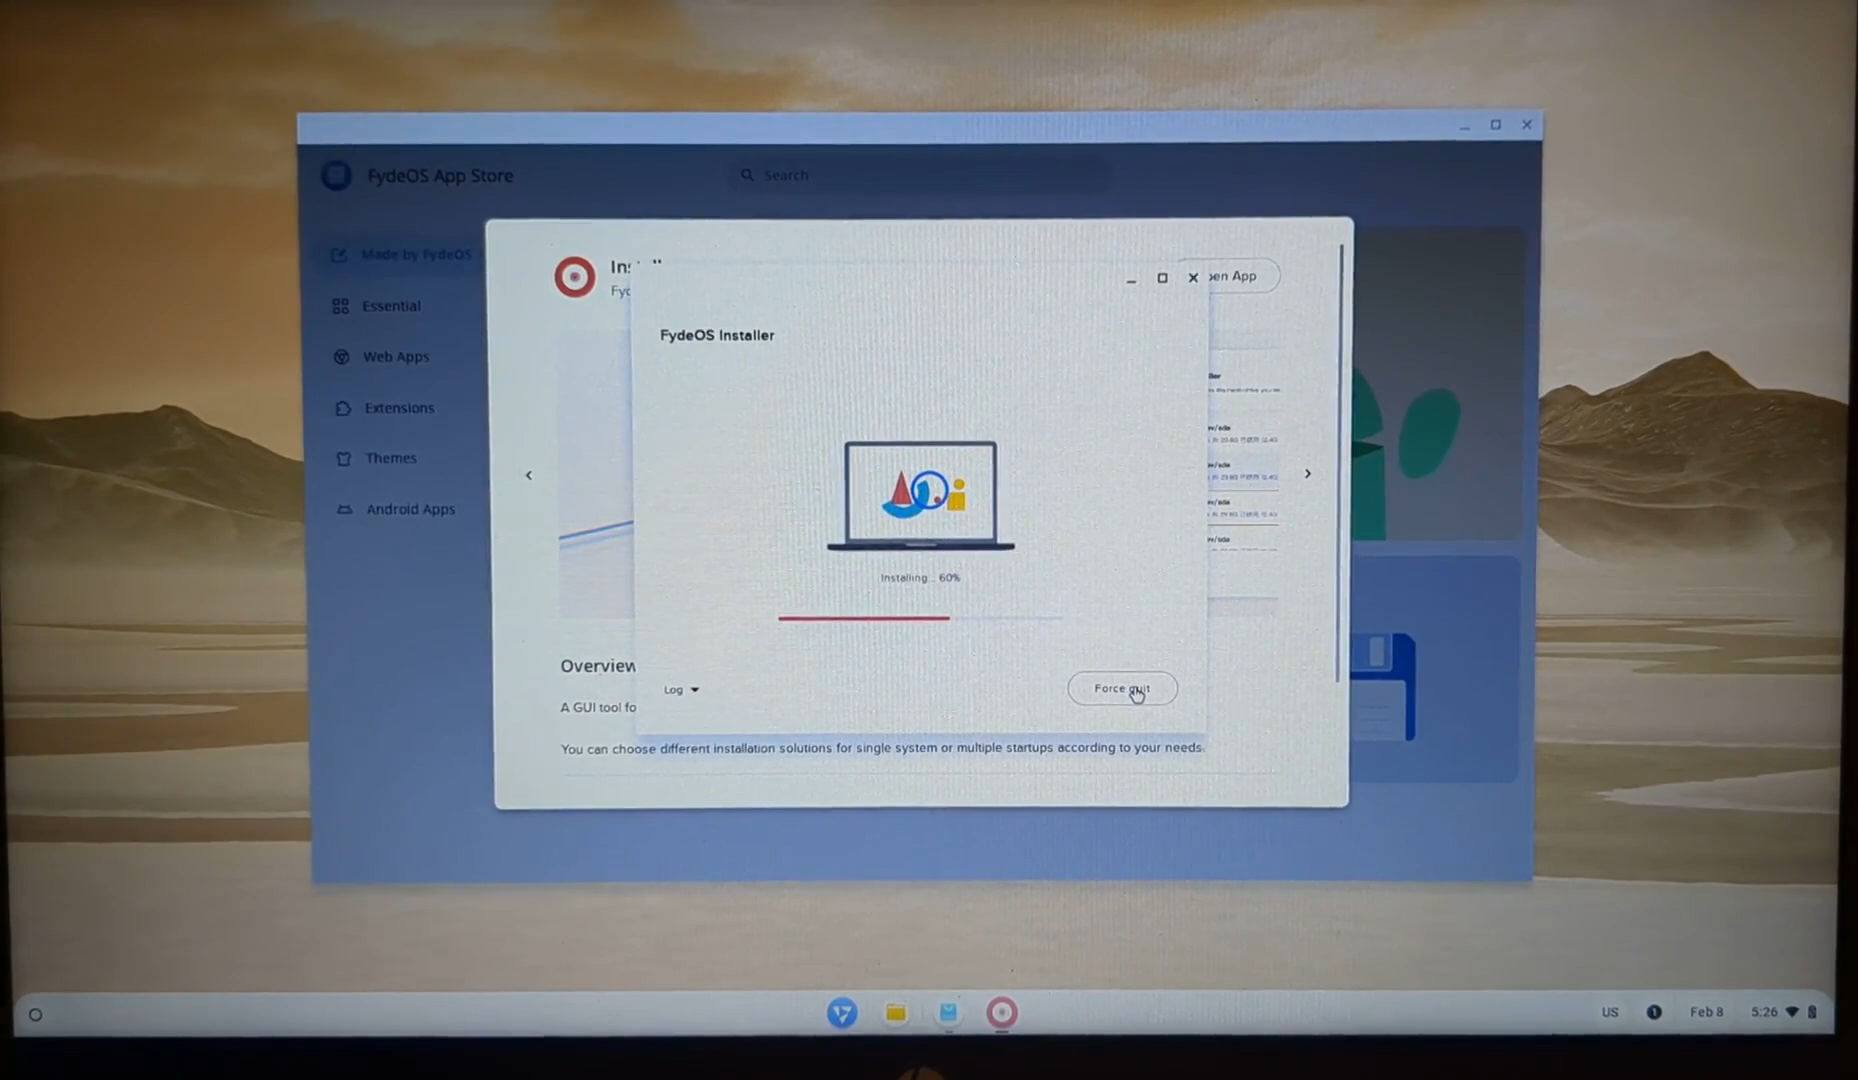 FydeOS App Store
Search
Made by FydeOS
Essential
Web Apps
Extensions
Themes
Android Apps
App
FydeOS Installer
Installing... 60%
Log
Force quit
Overview
A GUI tool fo
You can choose different installation solutions for single system or multiple startups according to your needs.
US
Feb 8
5:26